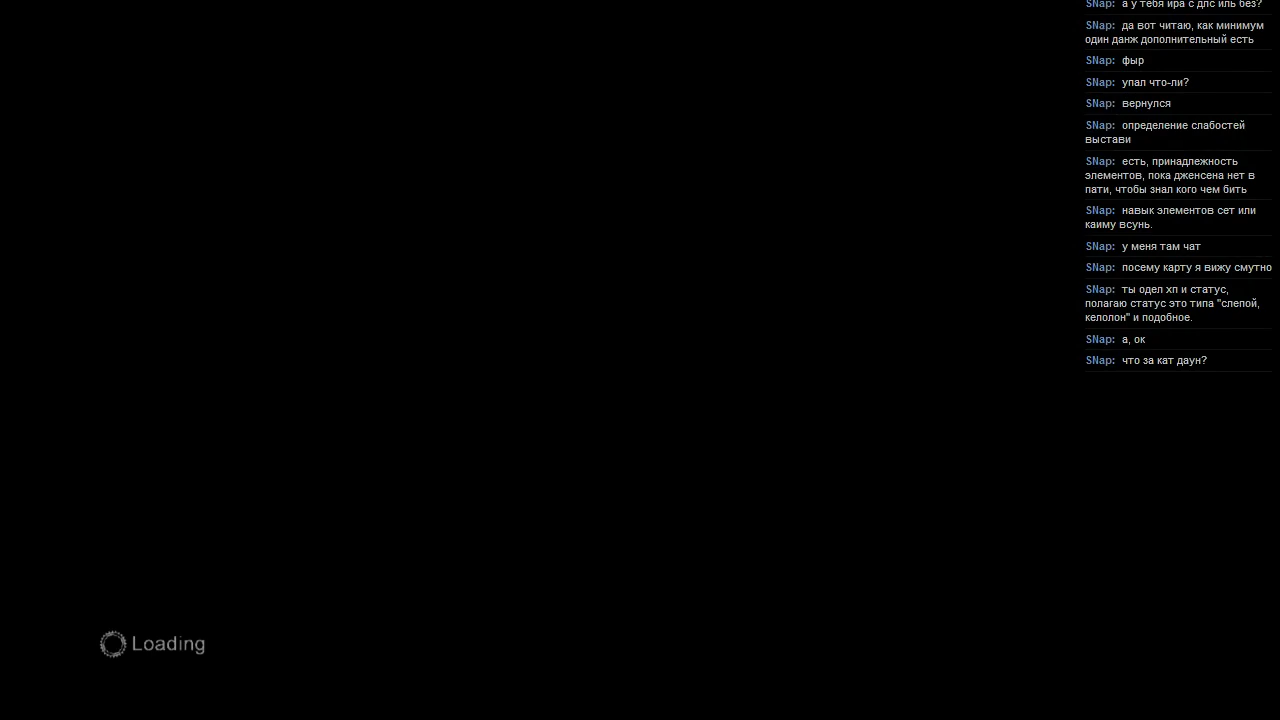 SNap: а у тебя ира с длс иль без?
SNap: да вот читаю, как минимум
один данж дополнительный есть
SNap: фыр
SNap: упал что-ли?
SNap: вернулся
SNap: определение слабостей
выстави
SNap: есть, принадлежность
элементов, пока дженсена нет в
пати, чтобы знал кого чем бить
SNap: навык элементов сет или
каиму всунь.
SNap: у меня там чат
SNap: посему карту я вижу смутно
SNap: ты одел хп и статус,
полагаю статус это типа "слепой,
келолон" и подобное.
SNap: а, ок
SNap: что за кат даун?
Loading